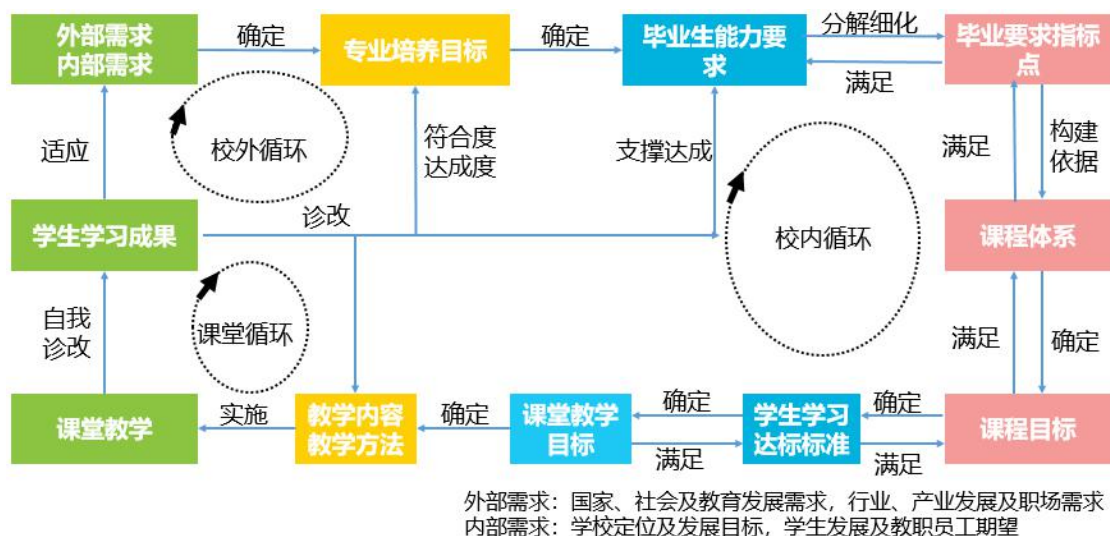 外部需求
内部需求
确定
专业培养目标
确定
毕业生能力要
求
分解细化
满足
毕业要求指标
点
适应
校外循环
符合度
达成度
支撑达成
满足
构建
依据
学生学习成果
诊改
校内循环
课程体系
自我
诊改
课堂循环
满足
确定
课堂教学
实施
教学内容
教学方法
确定
课堂教学
目标
确定
满足
学生学习
达标标准
确定
满足
课程目标
外部需求：国家、社会及教育发展需求，行业、产业发展及职场需求
内部需求：学校定位及发展目标，学生发展及教职员工期望